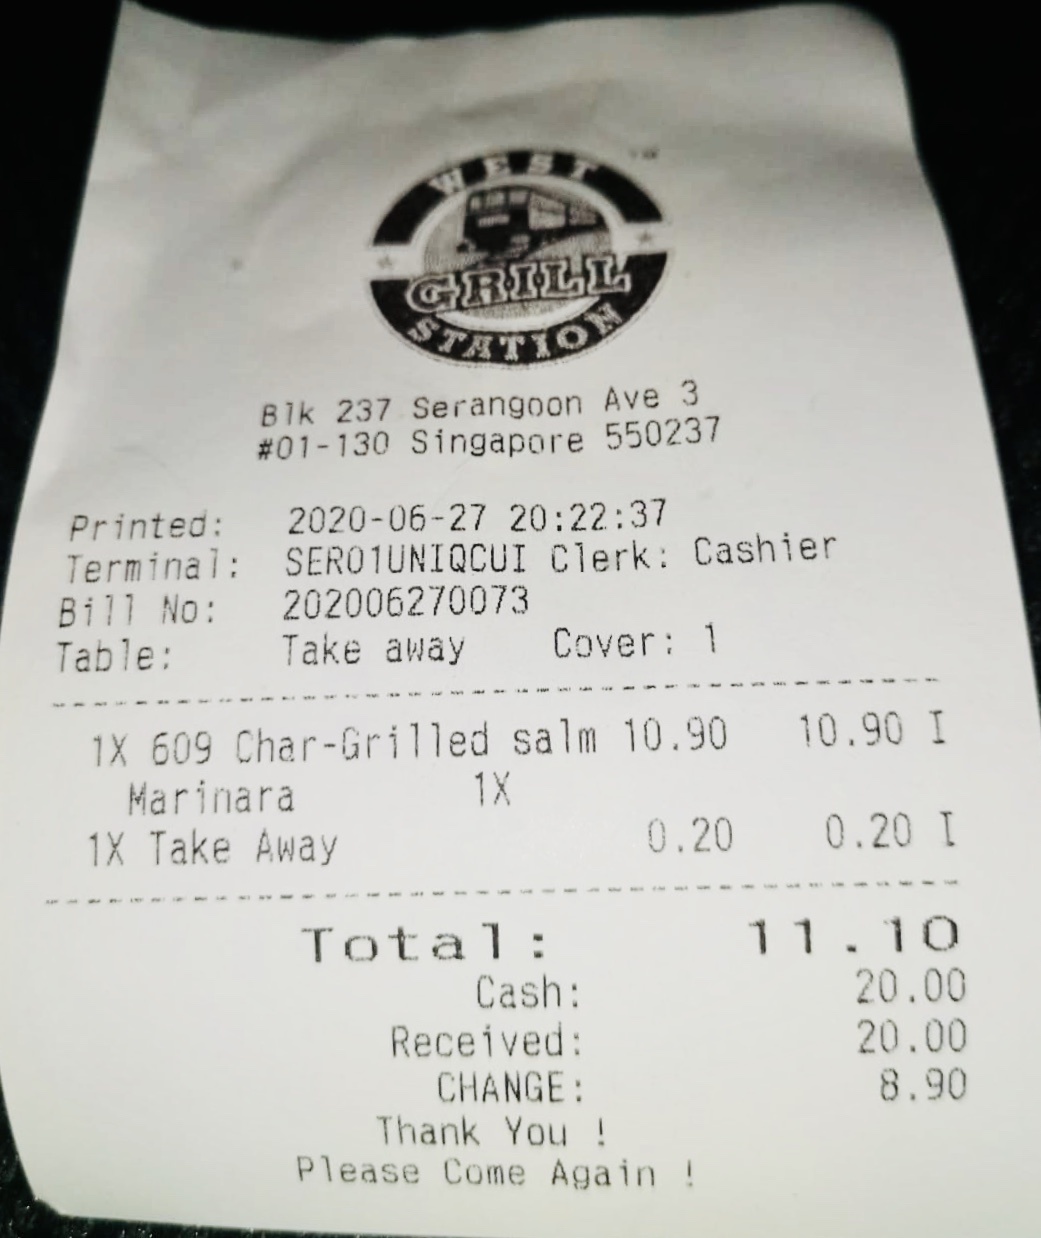 WEST
GRILL
STATION
TM
Blk 237 Serangoon Ave 3
#01-130 Singapore 550237
Printed: 2020-06-27 20:22:37
Terminal: SER01UNIQCUI Clerk: Cashier
Bill No: 202006270073
Table: Take away Cover: 1
1X 609 Char-Grilled salm 10.90 10.90 I
Marinara 1X
1X Take Away 0.20 0.20 I
Total: 11.10
Cash: 20.00
Received: 20.00
CHANGE: 8.90
Thank You !
Please Come Again !